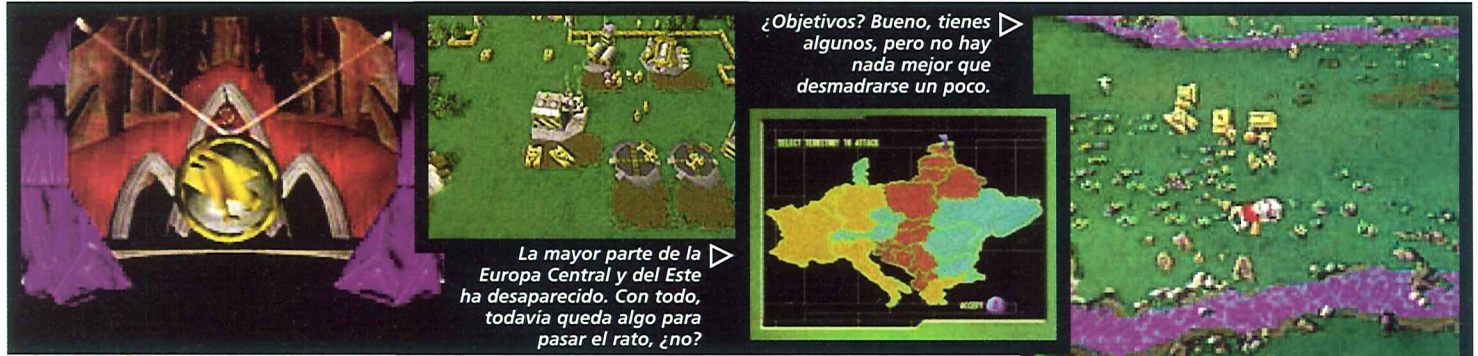 ¿Objetivos? Bueno, tienes
algunos, pero no hay
nada mejor que
desmadrarse un poco.
SELECT TERRITORY TO ATTACK
ACCEPT
La mayor parte de la
Europa Central y del Este
ha desaparecido. Con todo,
todavía queda algo para
pasar el rato, ¿no?